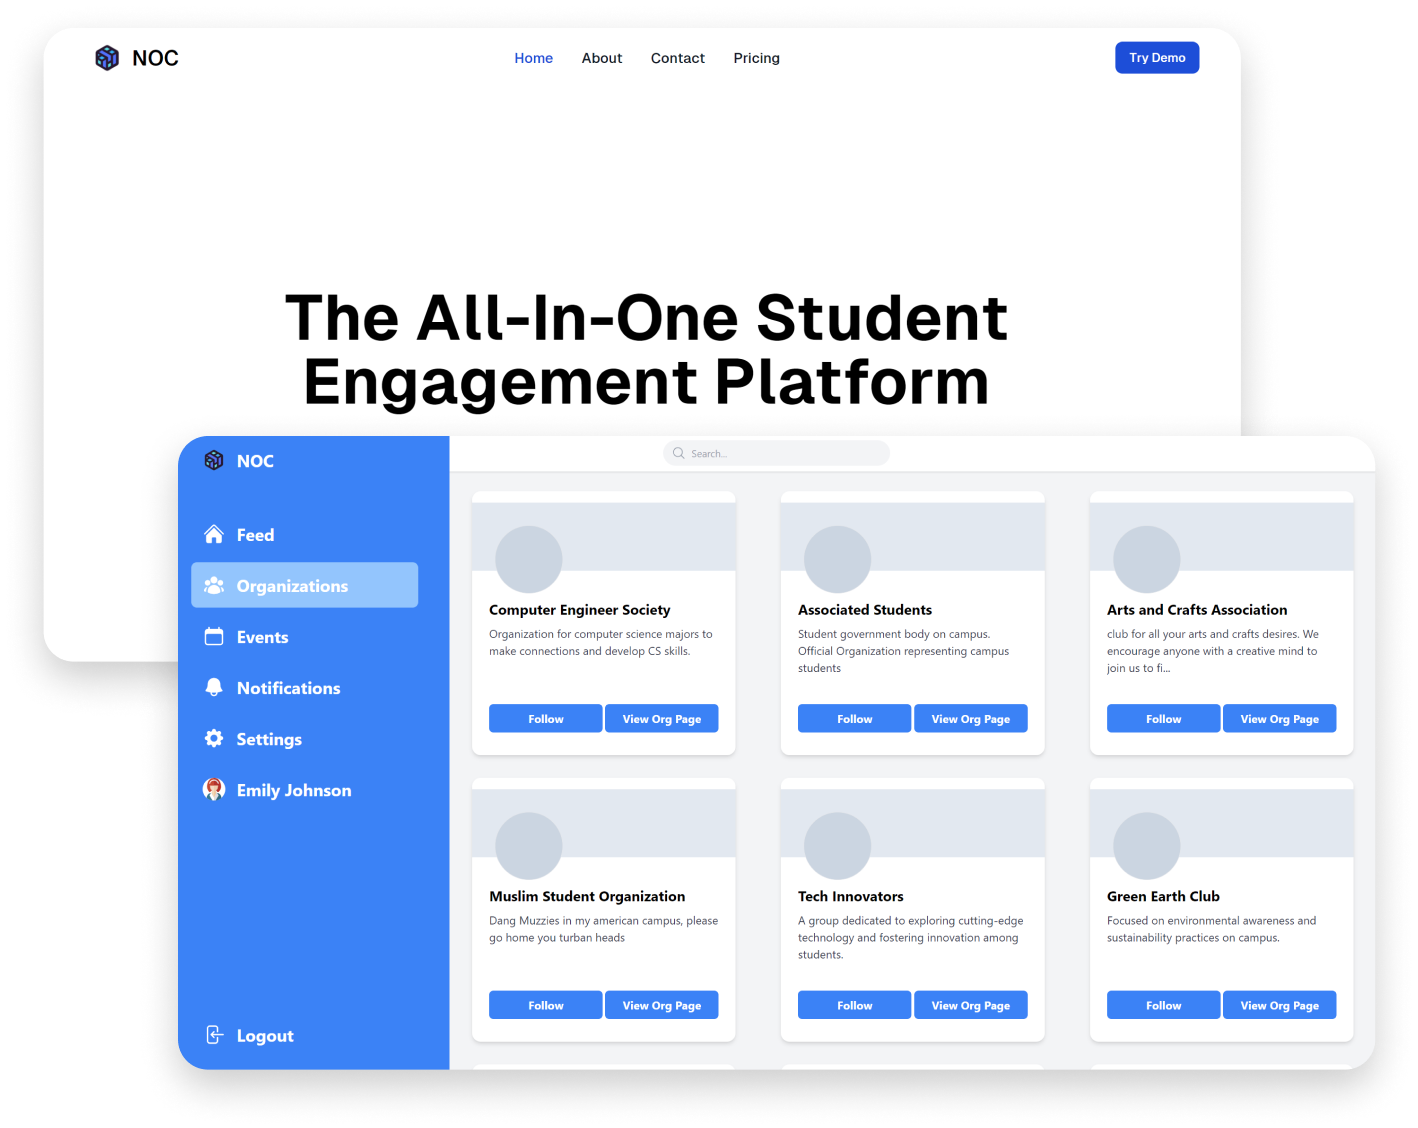 NOC
Home About Contact Pricing
Try Demo
The All-In-One Student
Engagement Platform
NOC
Search...
Feed
Organizations
Events
Notifications
Settings
Emily Johnson
Logout
Computer Engineer Society
Organization for computer science majors to
make connections and develop CS skills.
Follow View Org Page
Associated Students
Student government body on campus.
Official Organization representing campus
students
Follow View Org Page
Arts and Crafts Association
club for all your arts and crafts desires. We
encourage anyone with a creative mind to
join us to fi...
Follow View Org Page
Muslim Student Organization
Dang Muzzies in my american campus, please
go home you turban heads
Follow View Org Page
Tech Innovators
A group dedicated to exploring cutting-edge
technology and fostering innovation among
students.
Follow View Org Page
Green Earth Club
Focused on environmental awareness and
sustainability practices on campus.
Follow View Org Page